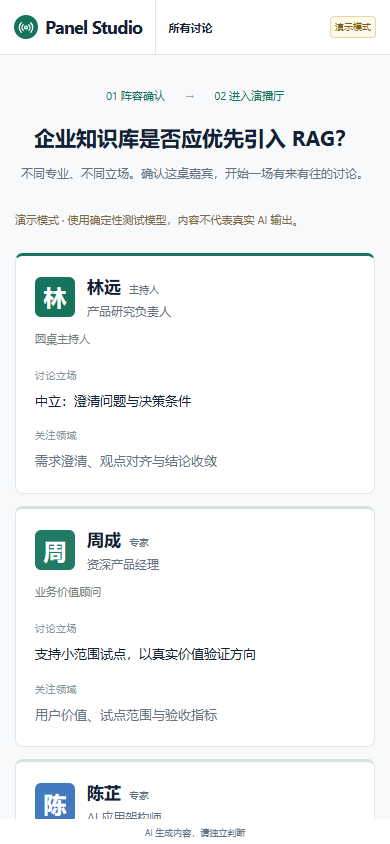 Panel Studio
所有讨论
演示模式
01 阵容确认 → 02 进入演播厅
企业知识库是否应优先引入 RAG?
不同专业、不同立场。确认这桌嘉宾，开始一场有来有往的讨论。
演示模式 · 使用确定性测试模型，内容不代表真实 AI 输出。
林
林远 主持人
产品研究负责人
圆桌主持人
讨论立场
中立：澄清问题与决策条件
关注领域
需求澄清、观点对齐与结论收敛
周
周成 专家
资深产品经理
业务价值顾问
讨论立场
支持小范围试点，以真实价值验证方向
关注领域
用户价值、试点范围与验收指标
陈
陈芷 专家
AI 应用架构师
AI 生成内容，请独立判断